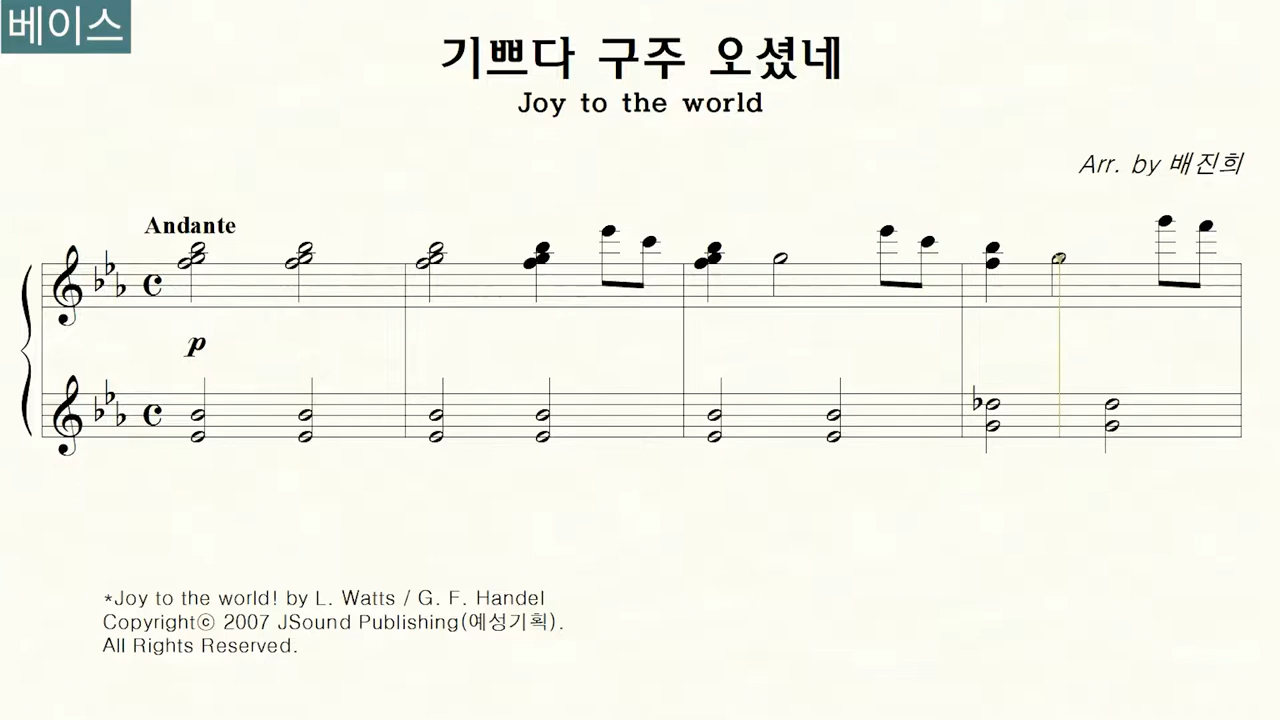 베이스
기쁘다 구주 오셨네
Joy to the world
Arr. by 배진희
Andante
p
*Joy to the world! by L. Watts / G. F. Handel
Copyrightⓒ 2007 JSound Publishing(예성기획).
All Rights Reserved.